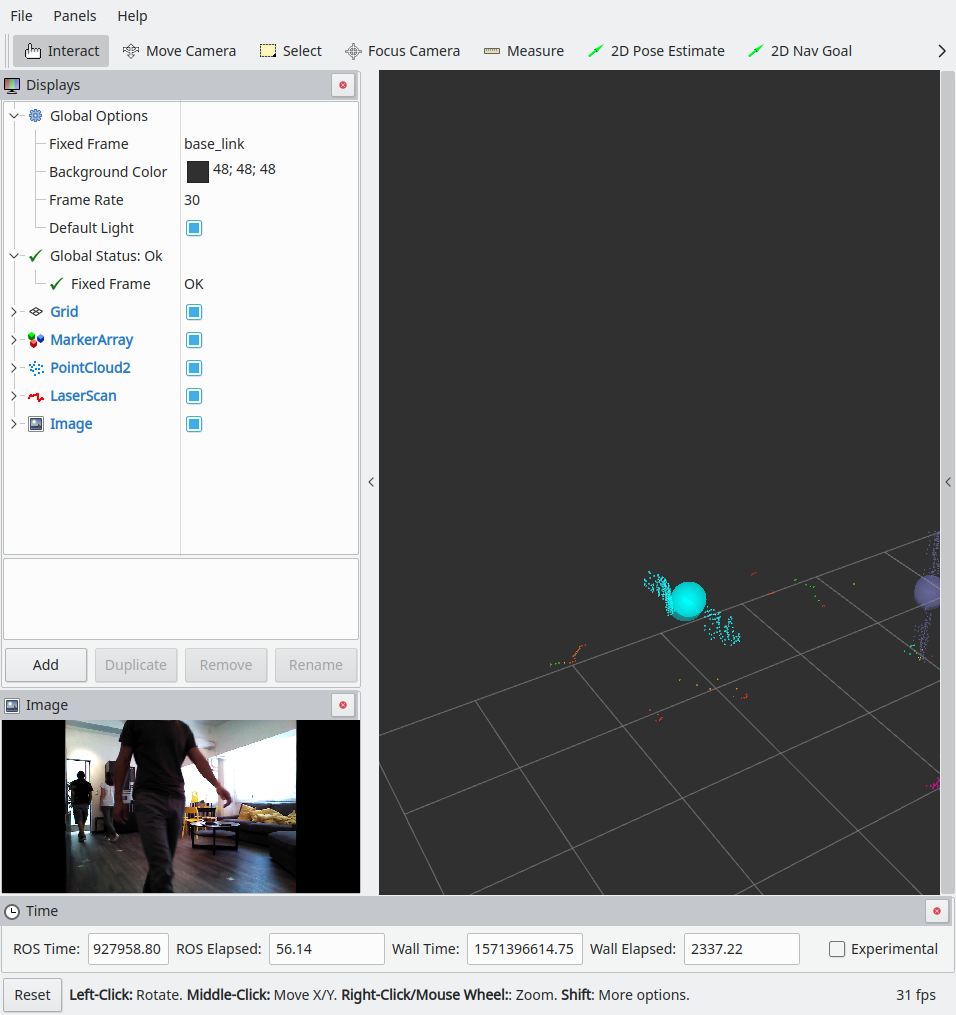 File Panels Help
Interact Move Camera Select Focus Camera Measure 2D Pose Estimate 2D Nav Goal
Displays
Global Options
Fixed Frame base_link
Background Color 48; 48; 48
Frame Rate 30
Default Light
Global Status: Ok
Fixed Frame OK
Grid
MarkerArray
PointCloud2
LaserScan
Image
Add Duplicate Remove Rename
Image
Time
ROS Time: 927958.80 ROS Elapsed: 56.14 Wall Time: 1571396614.75 Wall Elapsed: 2337.22 Experimental
Reset Left-Click: Rotate. Middle-Click: Move X/Y. Right-Click/Mouse Wheel:: Zoom. Shift: More options. 31 fps